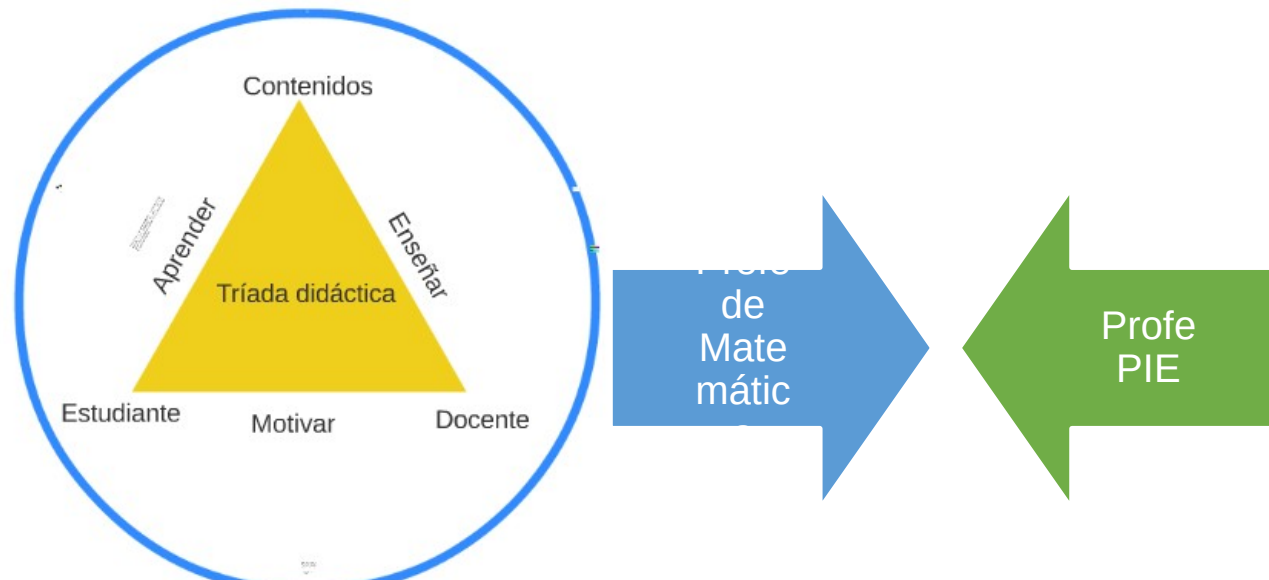 Contenidos
Aprender
Enseñar
Tríada didáctica
Estudiante
Motivar
Docente
de
Mate
mátic
Profe
PIE